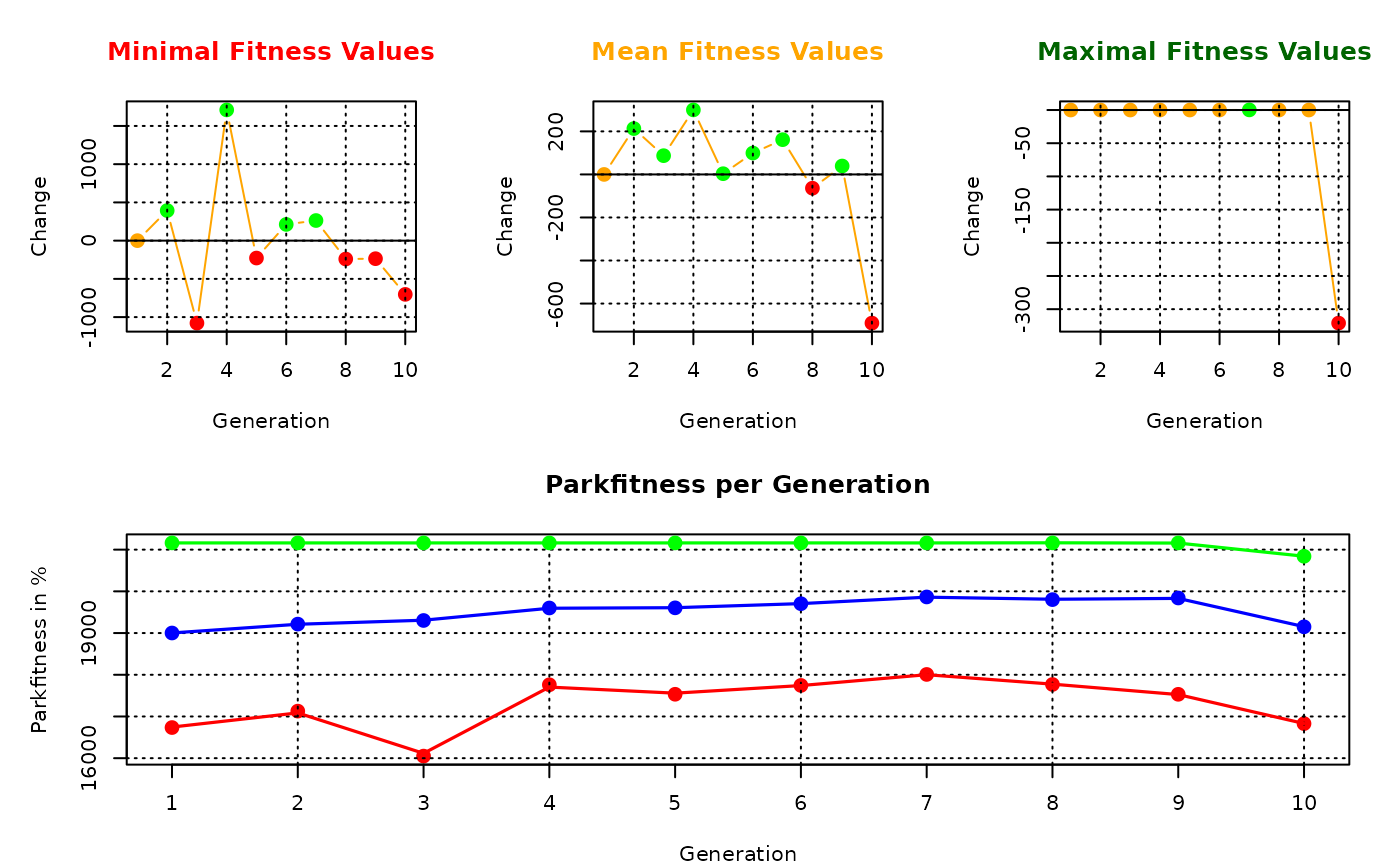 Minimal Fitness Values
Mean Fitness Values
Maximal Fitness Values
Change
-1000 0 1000
2 4 6 8 10
Generation
Change
-600 -200 200
2 4 6 8 10
Generation
Change
-300 -150 -50
2 4 6 8 10
Generation
Parkfitness per Generation
Parkfitness in %
16000 19000
1 2 3 4 5 6 7 8 9 10
Generation